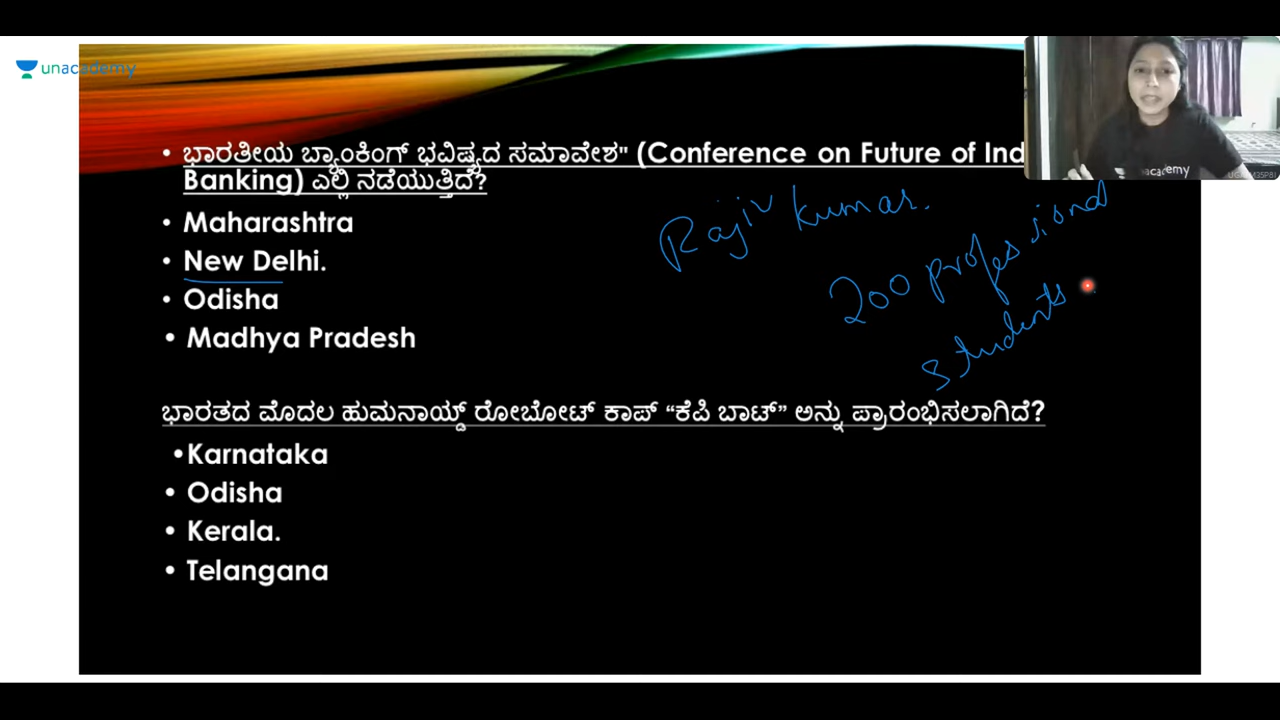 unacademy
• ಭಾರತೀಯ ಬ್ಯಾಂಕಿಂಗ್ ಭವಿಷ್ಯದ ಸಮಾವೇಶ" (Conference on Future of Ind
Banking) ಎಲ್ಲಿ ನಡೆಯುತ್ತಿದೆ?
• Maharashtra
• New Delhi.
• Odisha
• Madhya Pradesh
Rajiv kumar.
200 professional
students
ಭಾರತದ ಮೊದಲ ಹುಮನಾಯ್ಡ್ ರೋಬೋಟ್ ಕಾಪ್ “ಕೆಪಿ ಬಾಟ್” ಅನ್ನು ಪ್ರಾರಂಭಿಸಲಾಗಿದೆ?
•Karnataka
• Odisha
• Kerala.
• Telangana